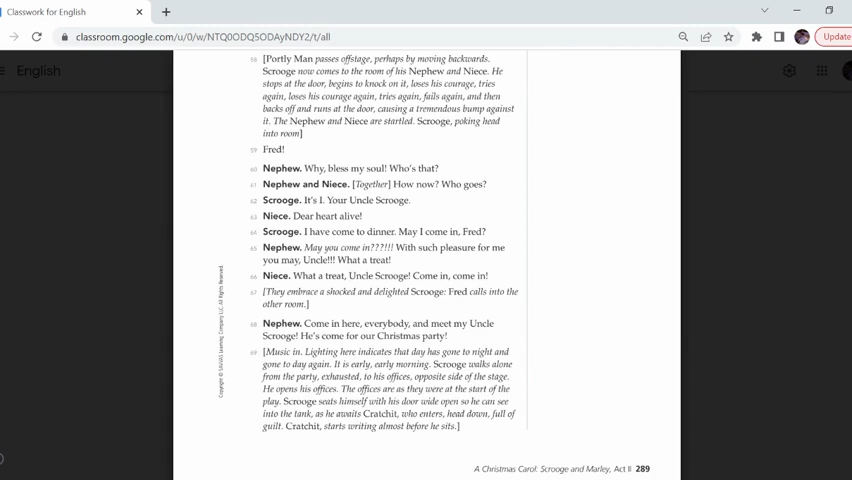 Classwork for English
classroom.google.com/u/0/w/NTQ0ODQ5ODAyNDY2/t/all
Update
English
58 [Portly Man passes offstage, perhaps by moving backwards.
Scrooge now comes to the room of his Nephew and Niece. He
stops at the door, begins to knock on it, loses his courage, tries
again, loses his courage again, tries again, fails again, and then
backs off and runs at the door, causing a tremendous bump against
it. The Nephew and Niece are startled. Scrooge, poking head
into room]
59 Fred!
60 Nephew. Why, bless my soul! Who's that?
61 Nephew and Niece. [Together] How now? Who goes?
62 Scrooge. It's I. Your Uncle Scrooge.
63 Niece. Dear heart alive!
64 Scrooge. I have come to dinner. May I come in, Fred?
65 Nephew. May you come in???!!! With such pleasure for me
you may, Uncle!!! What a treat!
66 Niece. What a treat, Uncle Scrooge! Come in, come in!
67 [They embrace a shocked and delighted Scrooge: Fred calls into the
other room.]
68 Nephew. Come in here, everybody, and meet my Uncle
Scrooge! He's come for our Christmas party!
69 [Music in. Lighting here indicates that day has gone to night and
gone to day again. It is early, early morning. Scrooge walks alone
from the party, exhausted, to his offices, opposite side of the stage.
He opens his offices. The offices are as they were at the start of the
play. Scrooge seats himself with his door wide open so he can see
into the tank, as he awaits Cratchit, who enters, head down, full of
guilt. Cratchit, starts writing almost before he sits.]
Copyright © SAVVAS Learning Company LLC. All Rights Reserved.
A Christmas Carol: Scrooge and Marley, Act II 289